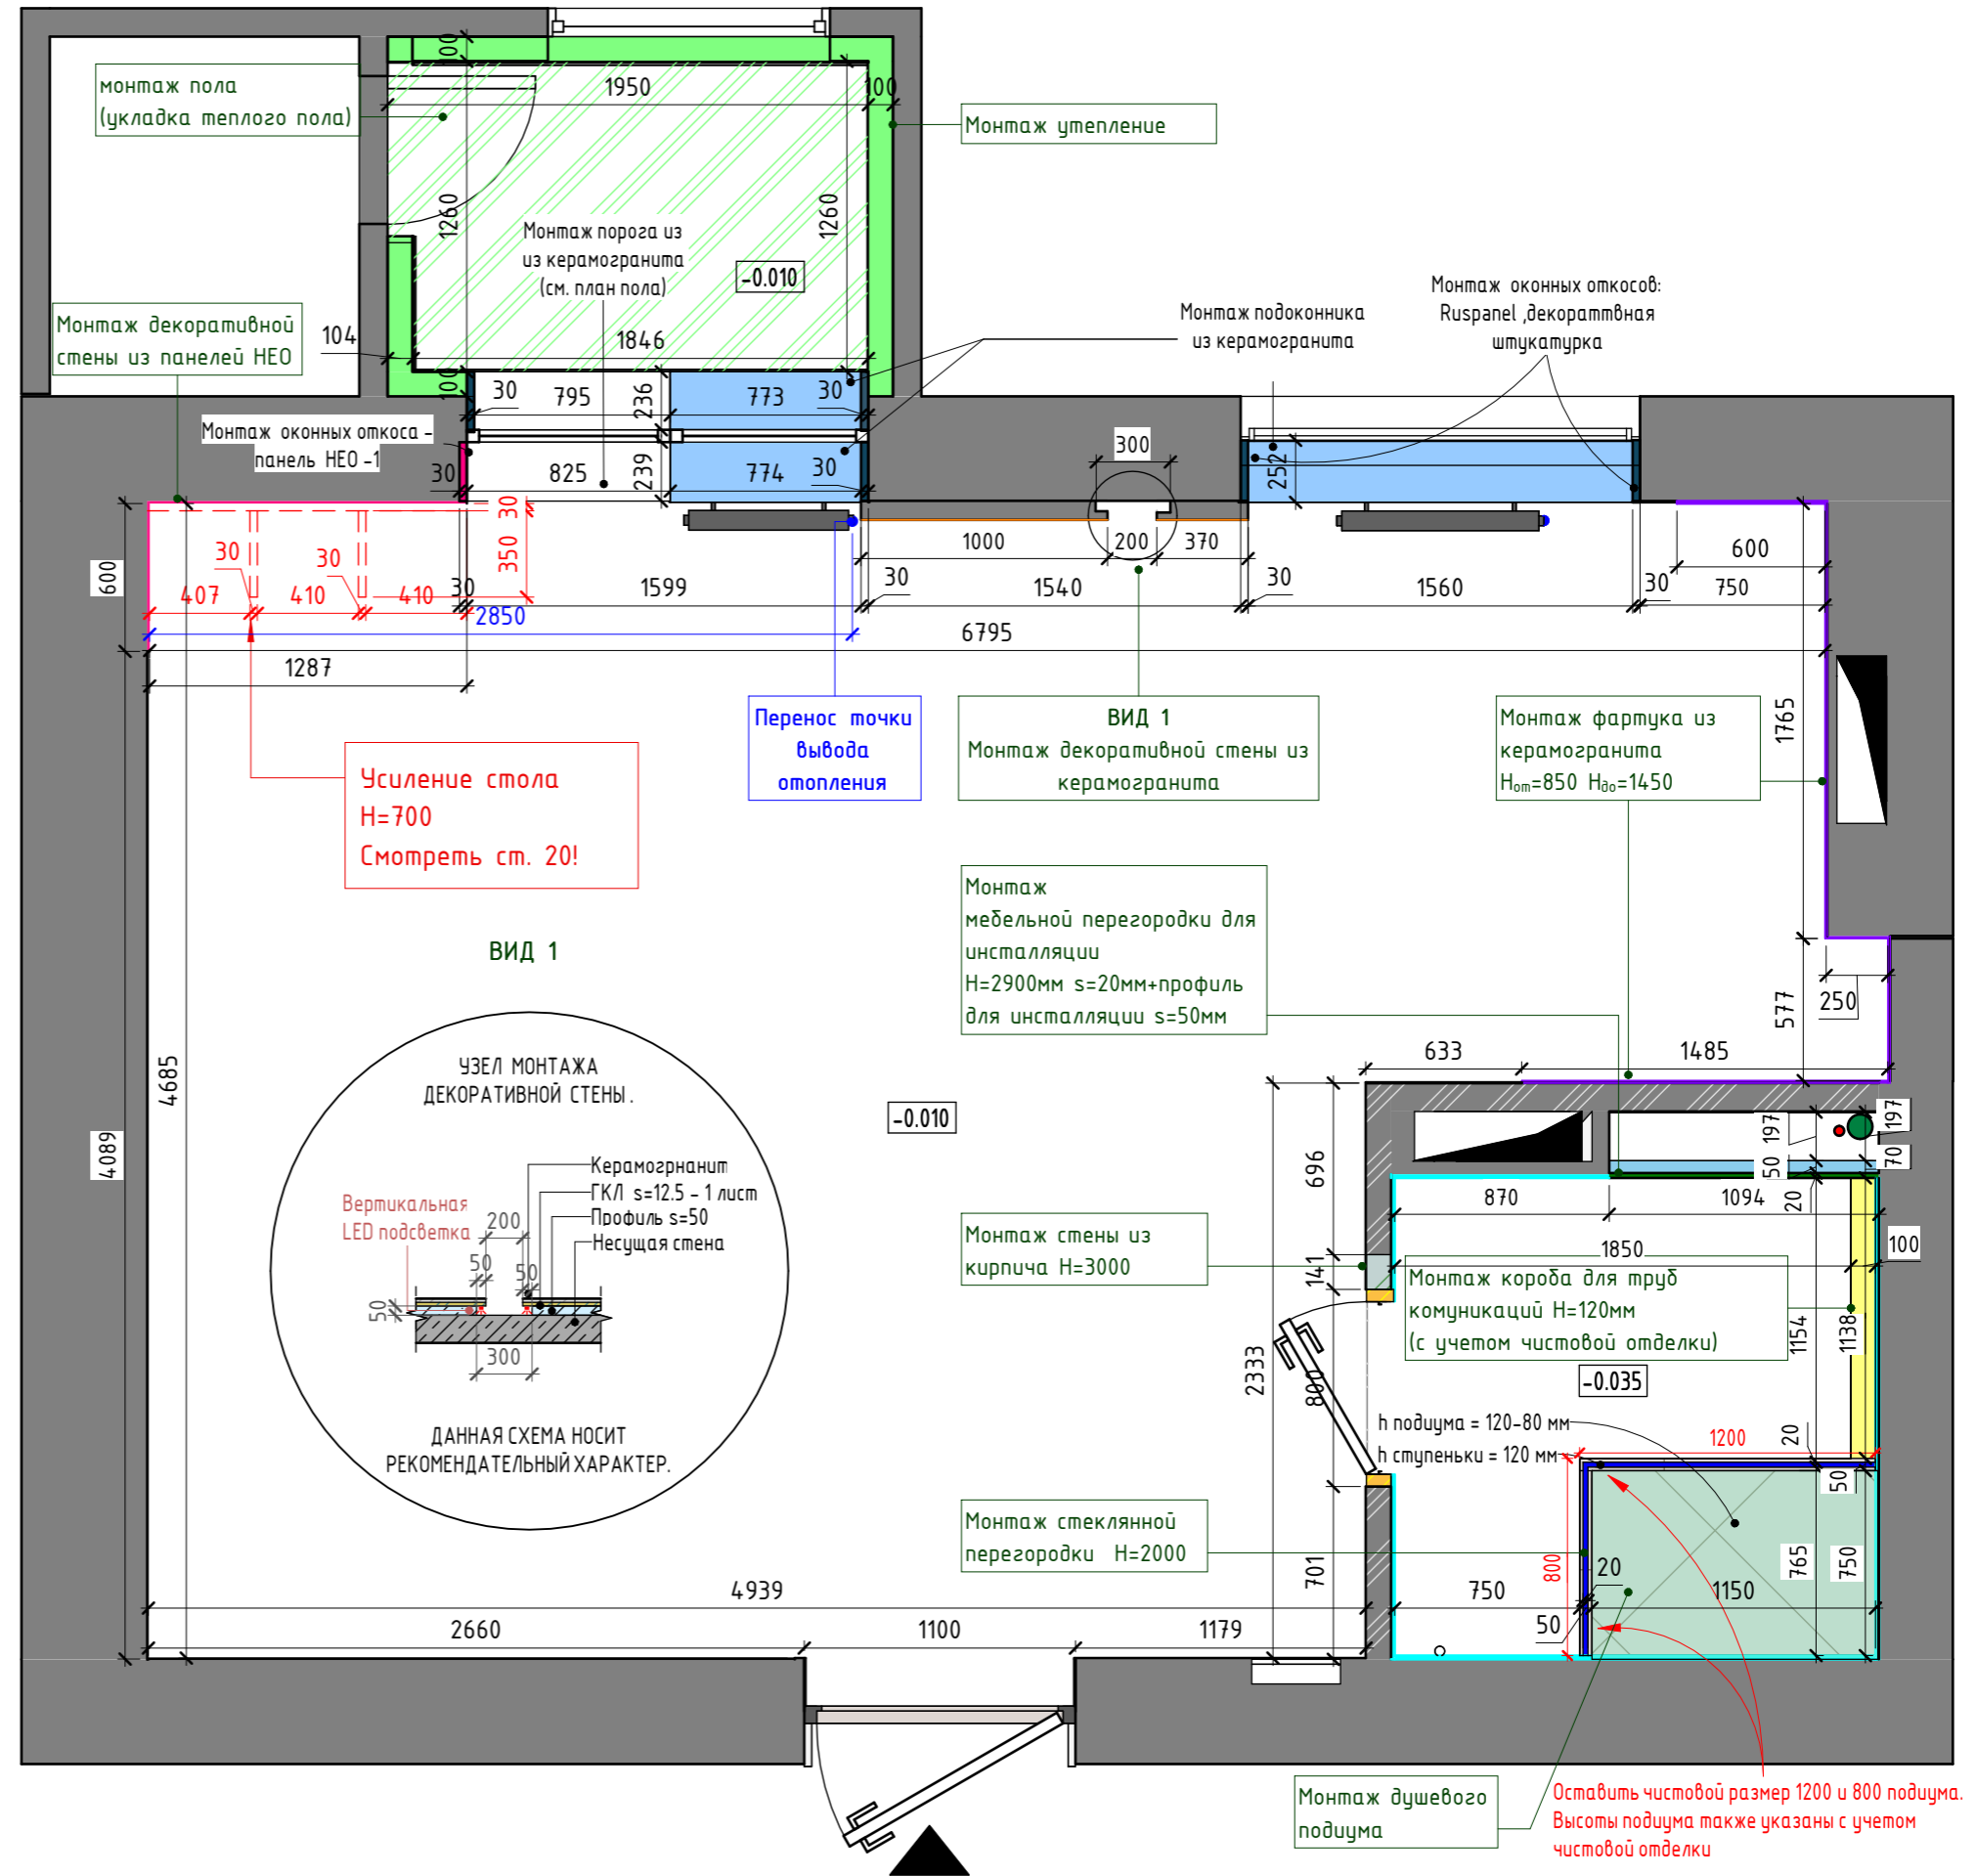 100
монтаж пола
(укладка теплого пола)
1950
100
Монтаж утепление
1260
1260
Монтаж порога из
из керамогранита
(см. план пола)
-0.010
Монтаж оконных откосов:
Ruspanel ,декораттвная
штукатурка
Монтаж подоконника
из керамогранита
Монтаж декоративной
стены из панелей НЕО
104
1846
100
30
795
236
773
30
Монтаж оконных откоса -
панель НЕО -1
300
30
825
239
774
30
252
30
350
600
30
30
407
410
410
30
1000
200
370
600
1599
30
1540
30
1560
30
750
2850
6795
1287
Перенос точки
вывода
отопления
ВИД 1
Монтаж декоративной стены из
керамогранита
Монтаж фартука из
керамогранита
Hот=850 Hдо=1450
1765
Усиление стола
H=700
Смотреть ст. 20!
Монтаж
мебельной перегородки для
инсталляции
H=2900мм s=20мм+профиль
для инсталляции s=50мм
ВИД 1
250
577
633
1485
4685
4089
УЗЕЛ МОНТАЖА
ДЕКОРАТИВНОЙ СТЕНЫ.
-0.010
197
197
50
70
20
696
Керамогрнанит
ГКЛ s=12.5 - 1 лист
Профиль s=50
Несущая стена
Вертикальная
LED подсветка
200
50
50
50
300
870
1094
Монтаж стены из
кирпича H=3000
141
1850
100
Монтаж короба для труб
комуникаций H=120мм
(с учетом чистовой отделки)
1154
1138
2333
800
-0.035
ДАННАЯ СХЕМА НОСИТ
РЕКОМЕНДАТЕЛЬНЫЙ ХАРАКТЕР.
h подиума = 120-80 мм
h ступеньки = 120 мм
1200
20
50
Монтаж стеклянной
перегородки H=2000
701
800
20
765
750
4939
750
1150
50
2660
1100
1179
Монтаж душевого
подиума
Оставить чистовой размер 1200 и 800 подиума.
Высоты подиума также указаны с учетом
чистовой отделки